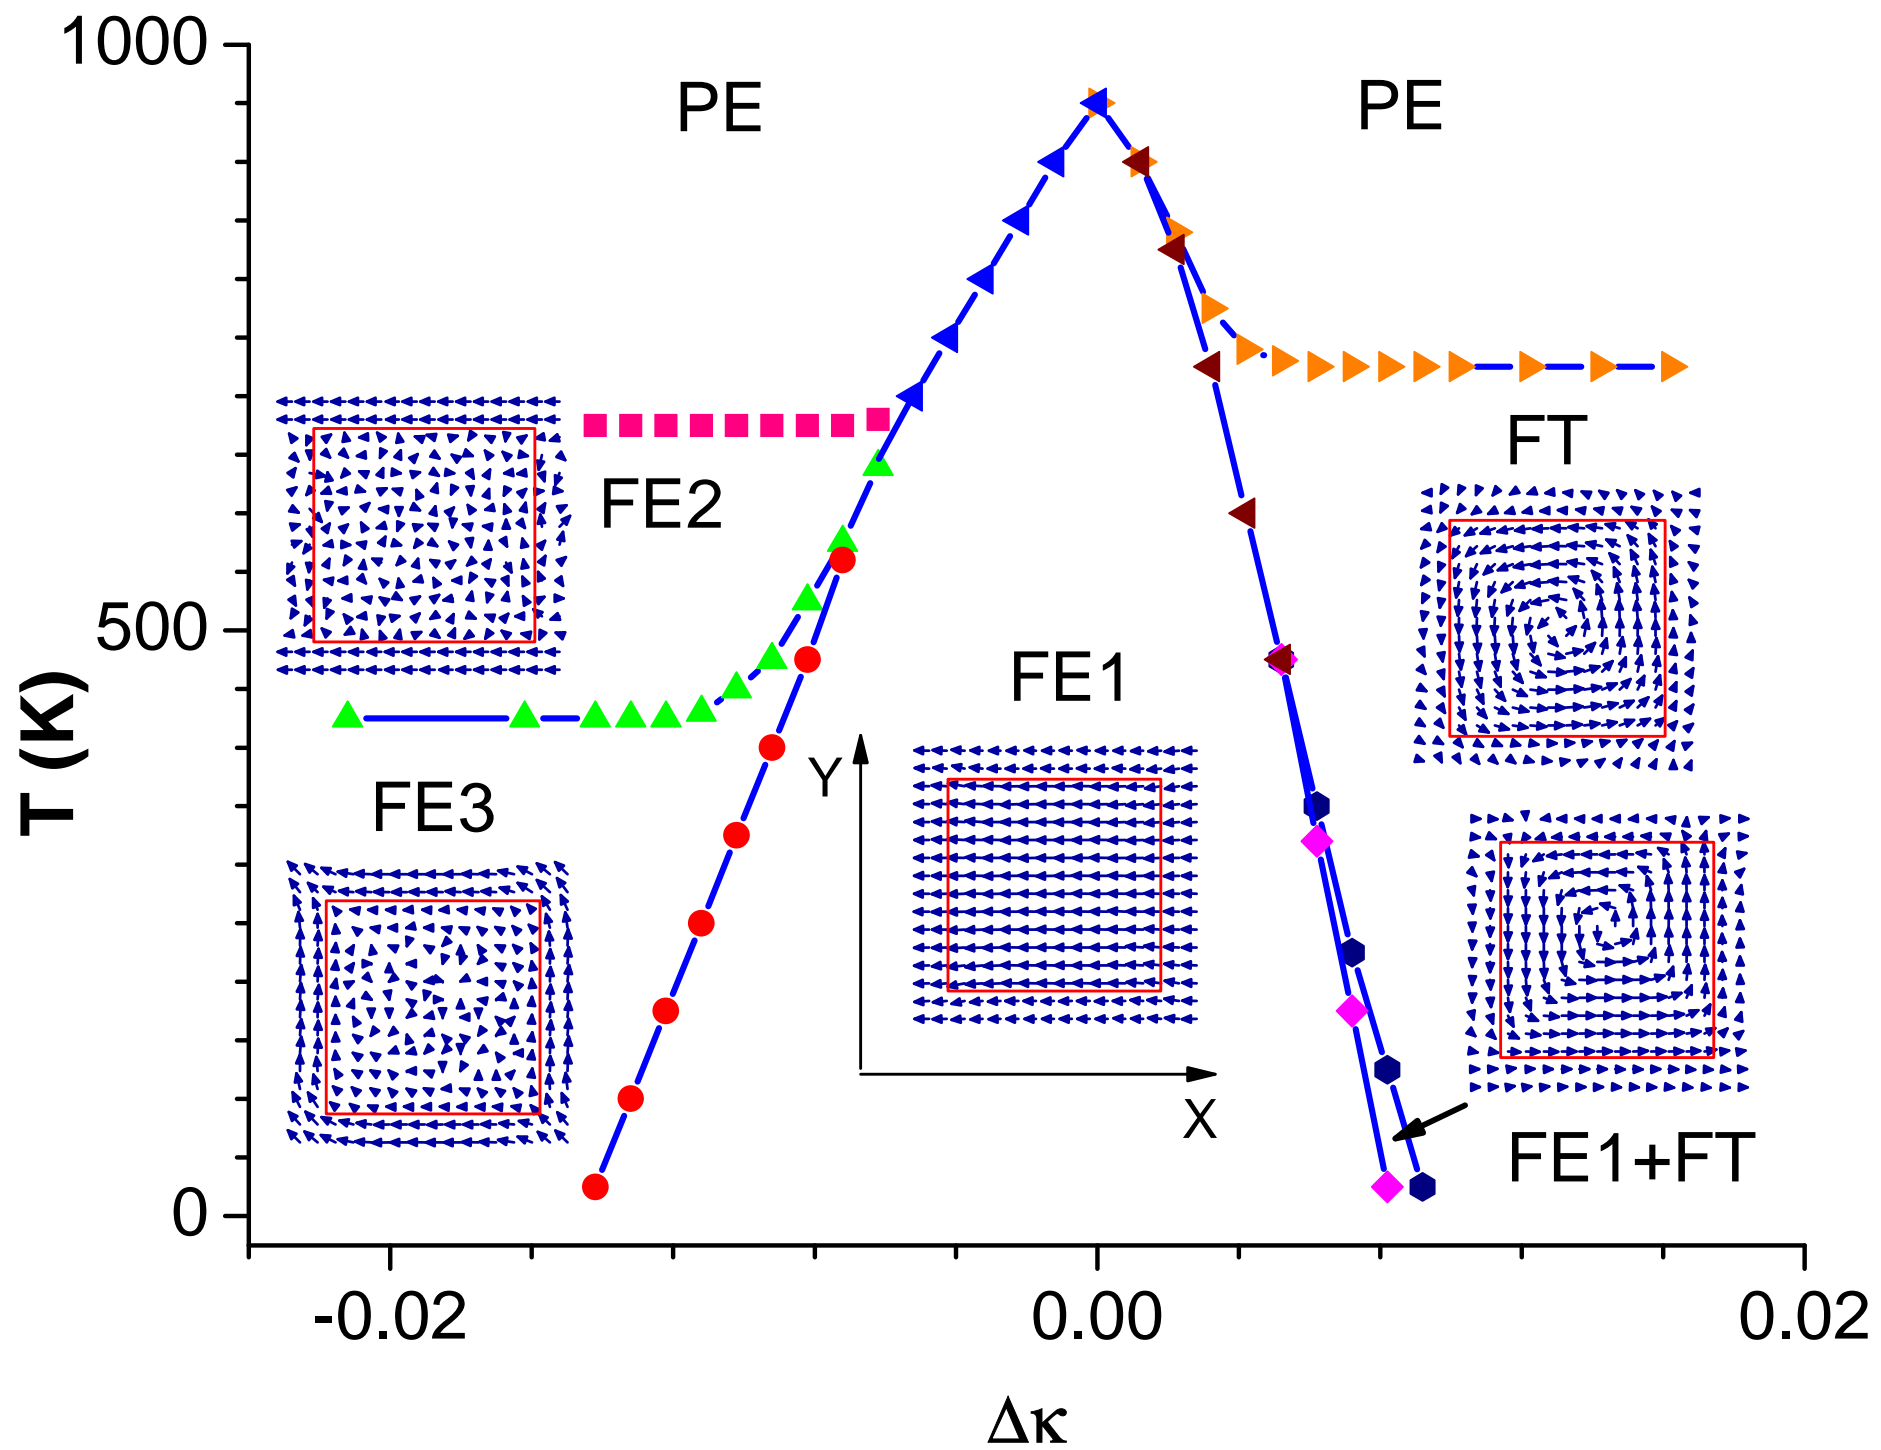 1000
PE
PE
FT
FE2
500
FE1
T (K)
Y
FE3
X
FE1+FT
0
-0.02
0.00
0.02
Δκ